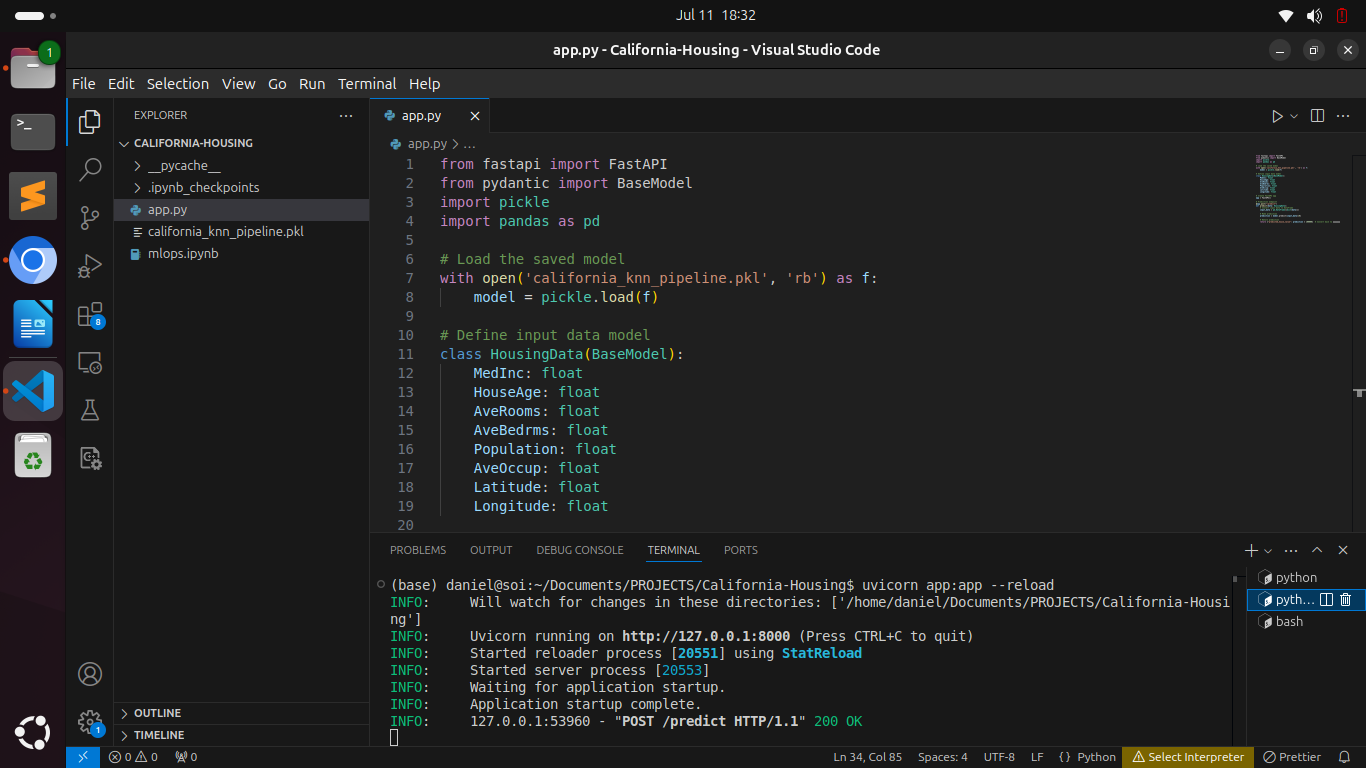 Jul 11 18:32
1
app.py - California-Housing - Visual Studio Code
File Edit Selection View Go Run Terminal Help
EXPLORER
CALIFORNIA-HOUSING
__pycache__
.ipynb_checkpoints
app.py
california_knn_pipeline.pkl
mlops.ipynb
OUTLINE
TIMELINE
8
1
>_
app.py
app.py > ...
1 from fastapi import FastAPI
2 from pydantic import BaseModel
3 import pickle
4 import pandas as pd
5
6 # Load the saved model
7 with open('california_knn_pipeline.pkl', 'rb') as f:
8 model = pickle.load(f)
9
10 # Define input data model
11 class HousingData(BaseModel):
12 MedInc: float
13 HouseAge: float
14 AveRooms: float
15 AveBedrms: float
16 Population: float
17 AveOccup: float
18 Latitude: float
19 Longitude: float
20
PROBLEMS OUTPUT DEBUG CONSOLE TERMINAL PORTS
(base) daniel@soi:~/Documents/PROJECTS/California-Housing$ uvicorn app:app --reload
INFO: Will watch for changes in these directories: ['/home/daniel/Documents/PROJECTS/California-Housi
ng']
INFO: Uvicorn running on http://127.0.0.1:8000 (Press CTRL+C to quit)
INFO: Started reloader process [20551] using StatReload
INFO: Started server process [20553]
INFO: Waiting for application startup.
INFO: Application startup complete.
INFO: 127.0.0.1:53960 - "POST /predict HTTP/1.1" 200 OK
python
pyth...
bash
0 0 0 Ln 34, Col 85 Spaces: 4 UTF-8 LF { } Python Select Interpreter Prettier